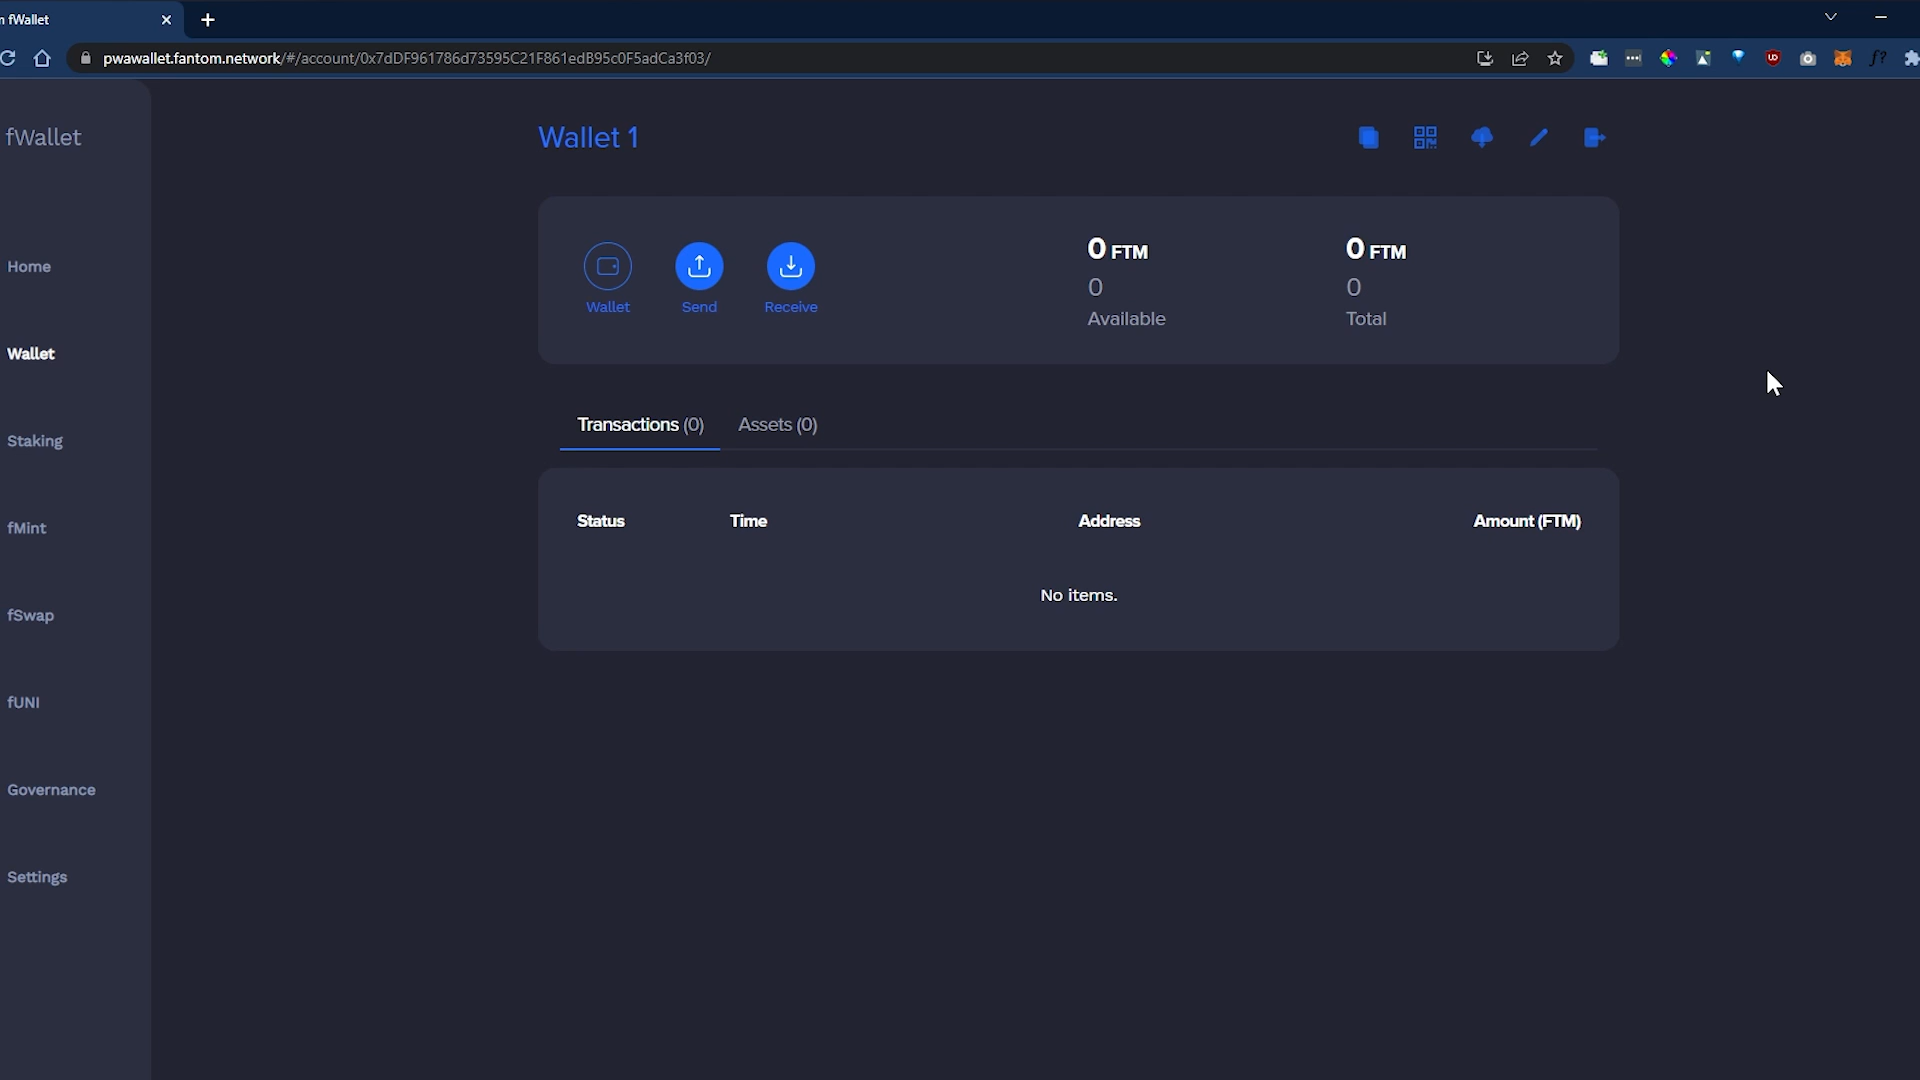 fWallet
pwawallet.fantom.network/#/account/0x7dDF961786d73595C21F861edB95c0F5adCa3f03/
fWallet
Wallet 1
Home
Wallet
Staking
fMint
fSwap
fUNI
Governance
Settings
Wallet
Send
Receive
0 FTM
0
Available
0 FTM
0
Total
Transactions (0)
Assets (0)
Status
Time
Address
Amount (FTM)
No items.